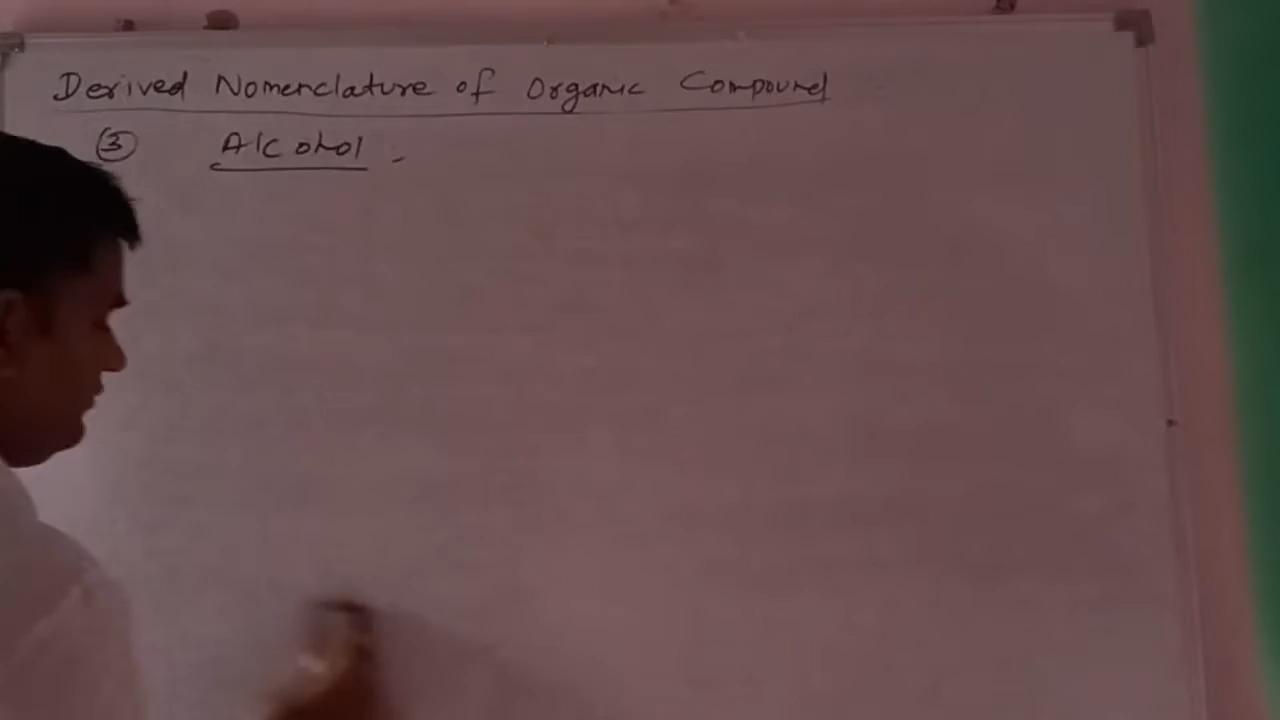 Derived Nomenclature of Organic Compound
③ Alcohol :